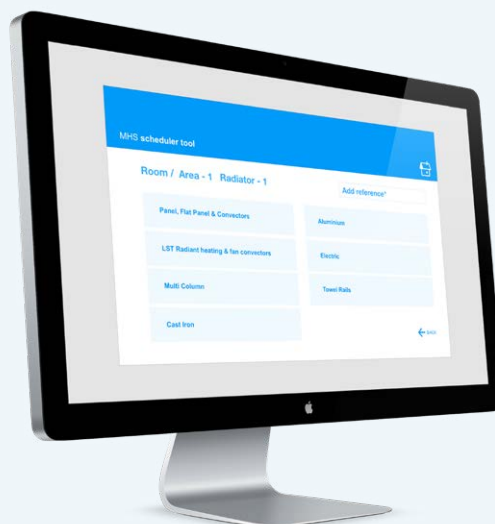 MHS scheduler tool
Room / Area - 1 Radiator - 1
Add reference*
Panel, Flat Panel & Convectors
Aluminium
LST Radiant heating & fan convectors
Electric
Multi Column
Towel Rails
Cast Iron
BACK